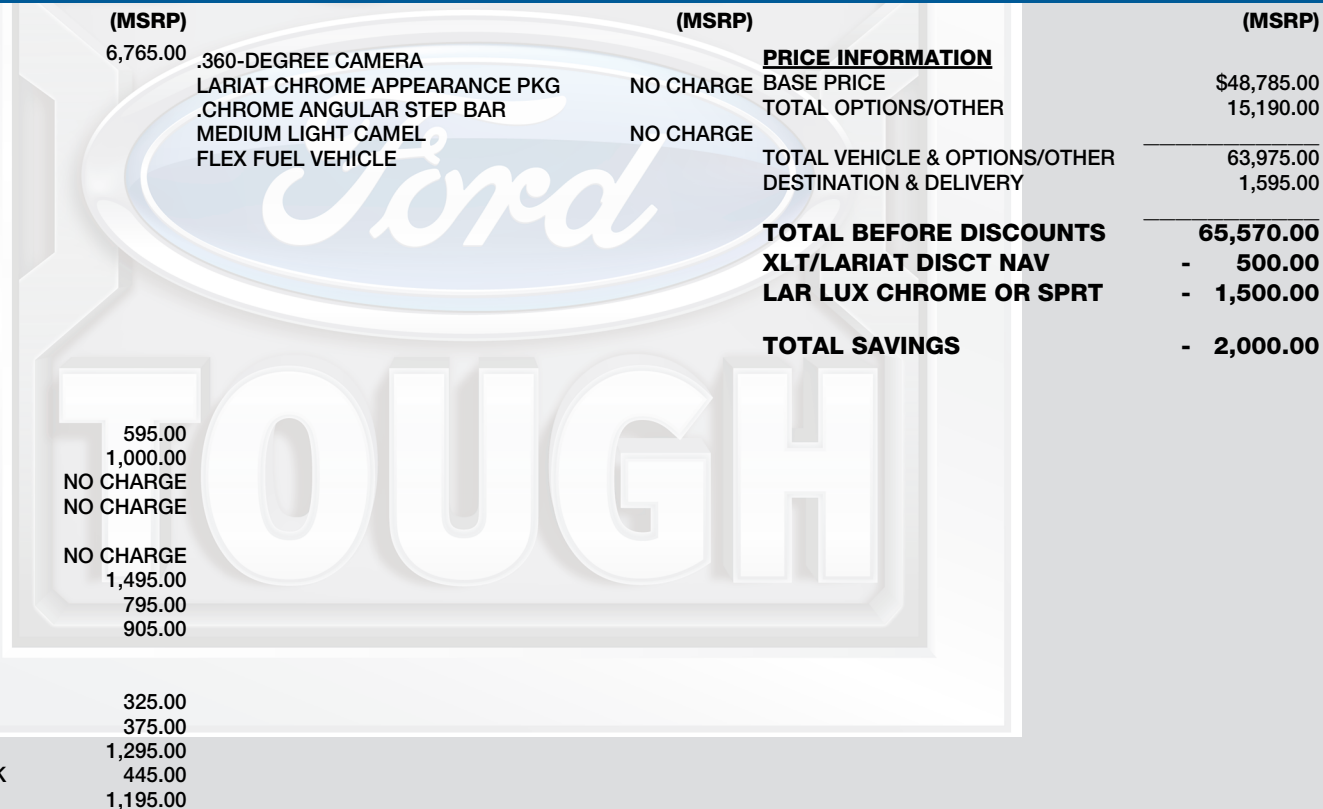 (MSRP)
6,765.00
595.00
1,000.00
NO CHARGE
NO CHARGE
NO CHARGE
1,495.00
795.00
905.00
325.00
375.00
1,295.00
K 445.00
1,195.00
(MSRP)
.360-DEGREE CAMERA
LARIAT CHROME APPEARANCE PKG NO CHARGE
.CHROME ANGULAR STEP BAR
MEDIUM LIGHT CAMEL NO CHARGE
FLEX FUEL VEHICLE
(MSRP)
PRICE INFORMATION
BASE PRICE $48,785.00
TOTAL OPTIONS/OTHER 15,190.00
TOTAL VEHICLE & OPTIONS/OTHER 63,975.00
DESTINATION & DELIVERY 1,595.00
TOTAL BEFORE DISCOUNTS 65,570.00
XLT/LARIAT DISCT NAV - 500.00
LAR LUX CHROME OR SPRT - 1,500.00
TOTAL SAVINGS - 2,000.00
Ford
TOUGH